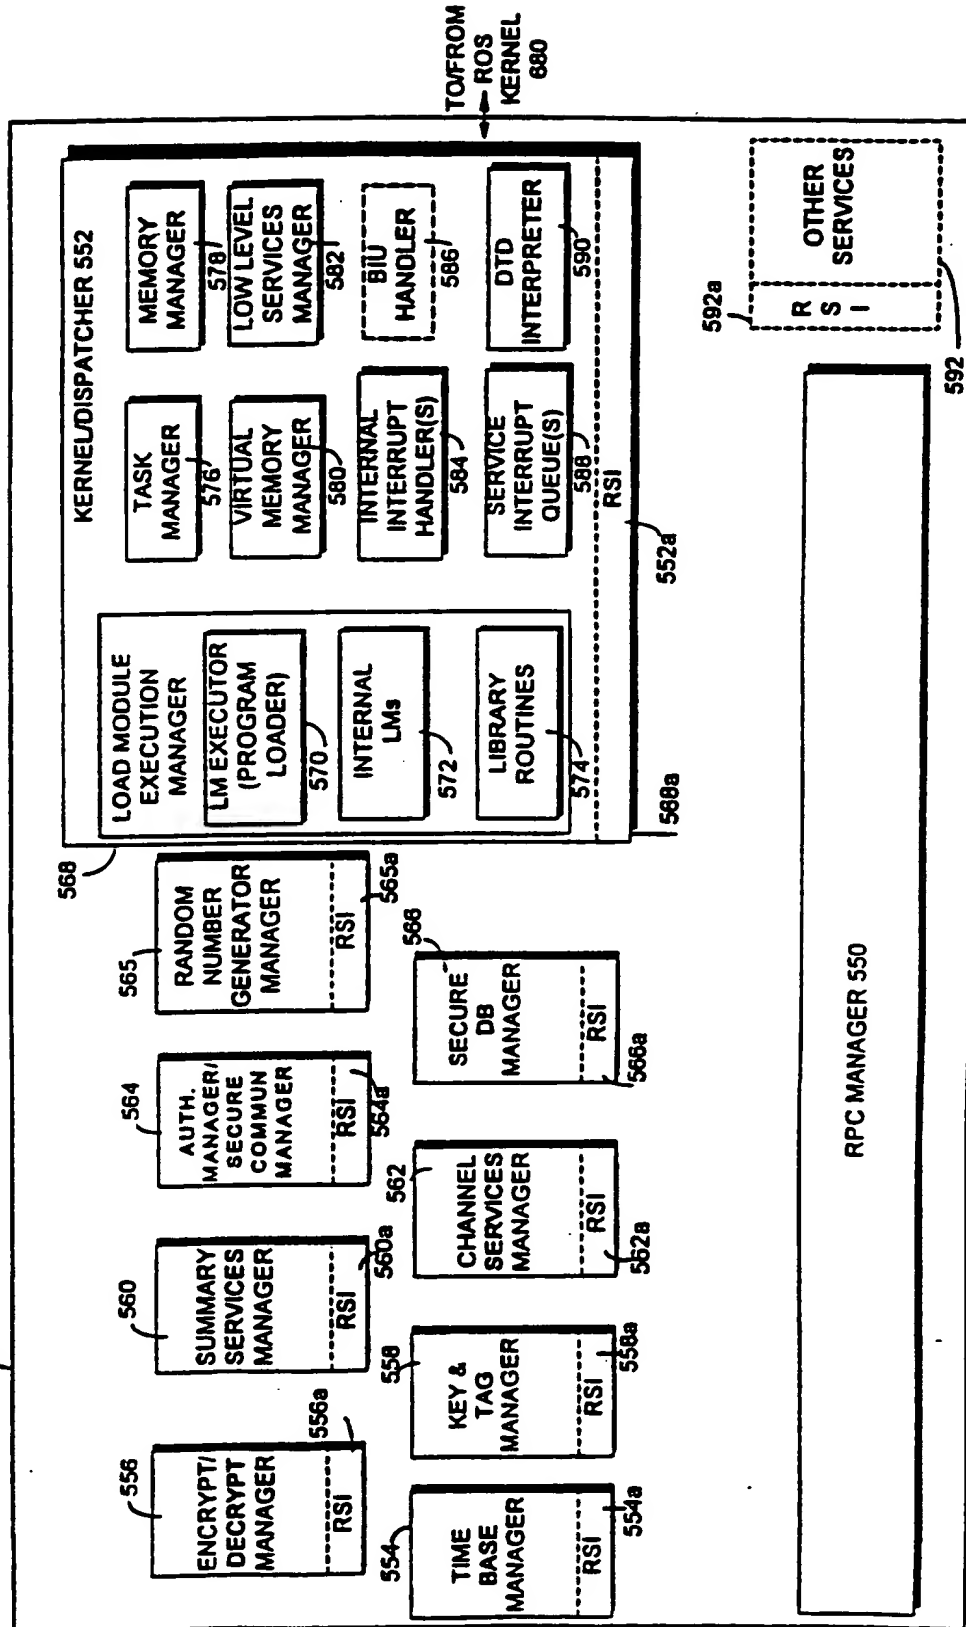 TO/FROM
ROS
KERNEL
680
KERNEL/DISPATCHER 552
LOAD MODULE
EXECUTION
MANAGER
568
LM EXECUTOR
(PROGRAM
LOADER)
570
INTERNAL
LMs
572
LIBRARY
ROUTINES
574
568a
TASK
MANAGER
576
MEMORY
MANAGER
578
VIRTUAL
MEMORY
MANAGER
580
LOW LEVEL
SERVICES
MANAGER
582
INTERNAL
INTERRUPT
HANDLER(S)
584
BIU
HANDLER
586
SERVICE
INTERRUPT
QUEUE(S)
588
DTD
INTERPRETER
590
RSI
552a
556
ENCRYPT/
DECRYPT
MANAGER
RSI
556a
560
SUMMARY
SERVICES
MANAGER
RSI
560a
564
AUTH.
MANAGER/
SECURE
COMMUN
MANAGER
RSI
564a
565
RANDOM
NUMBER
GENERATOR
MANAGER
RSI
565a
554
TIME
BASE
MANAGER
RSI
554a
558
KEY &
TAG
MANAGER
RSI
558a
562
CHANNEL
SERVICES
MANAGER
RSI
562a
566
SECURE
DB
MANAGER
RSI
566a
592a
R
S
I
OTHER
SERVICES
592
RPC MANAGER 550